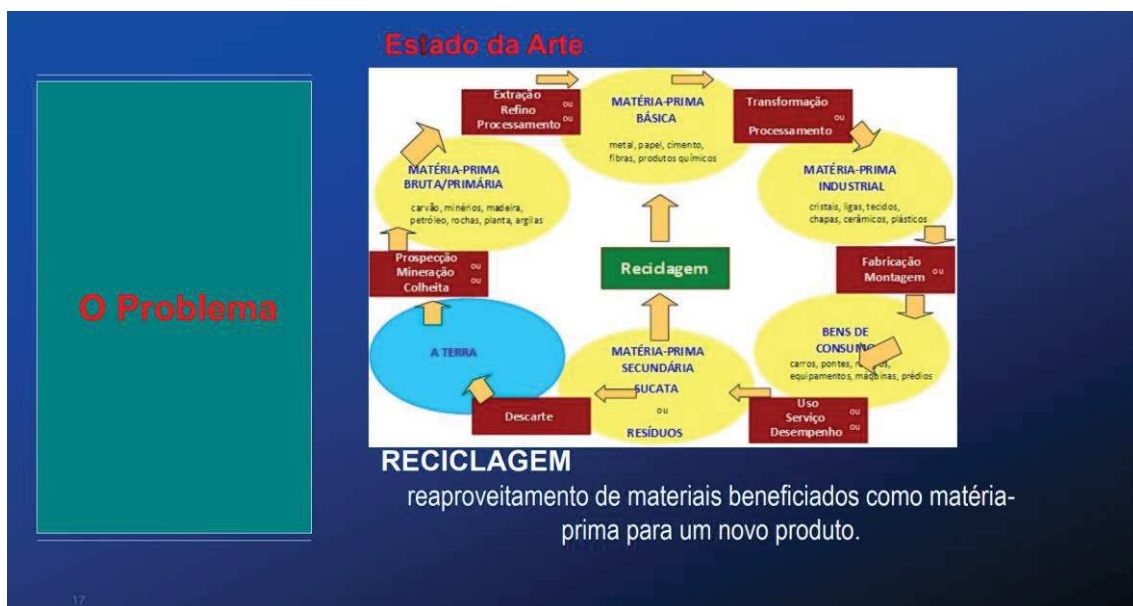 Estado da Arte
O Problema
Extração ou
Refino ou
Processamento
MATÉRIA-PRIMA
BÁSICA
metal, papel, cimento,
fibras, produtos químicos
Transformação
ou
Processamento
MATÉRIA-PRIMA
BRUTA/PRIMÁRIA
carvão, minérios, madeira,
petróleo, rochas, planta, argilas
MATÉRIA-PRIMA
INDUSTRIAL
cristais, ligas, tecidos,
chapas, cerâmicos, plásticos
Prospecção ou
Mineração ou
Colheita
Reciclagem
Fabricação ou
Montagem
A TERRA
MATÉRIA-PRIMA
SECUNDÁRIA
SUCATA
ou
RESÍDUOS
BENS DE
CONSUMO
carros, pontes,
equipamentos, máquinas, prédios
Descarte
Uso ou
Serviço ou
Desempenho
RECICLAGEM
reaproveitamento de materiais beneficiados como matéria-
prima para um novo produto.
17